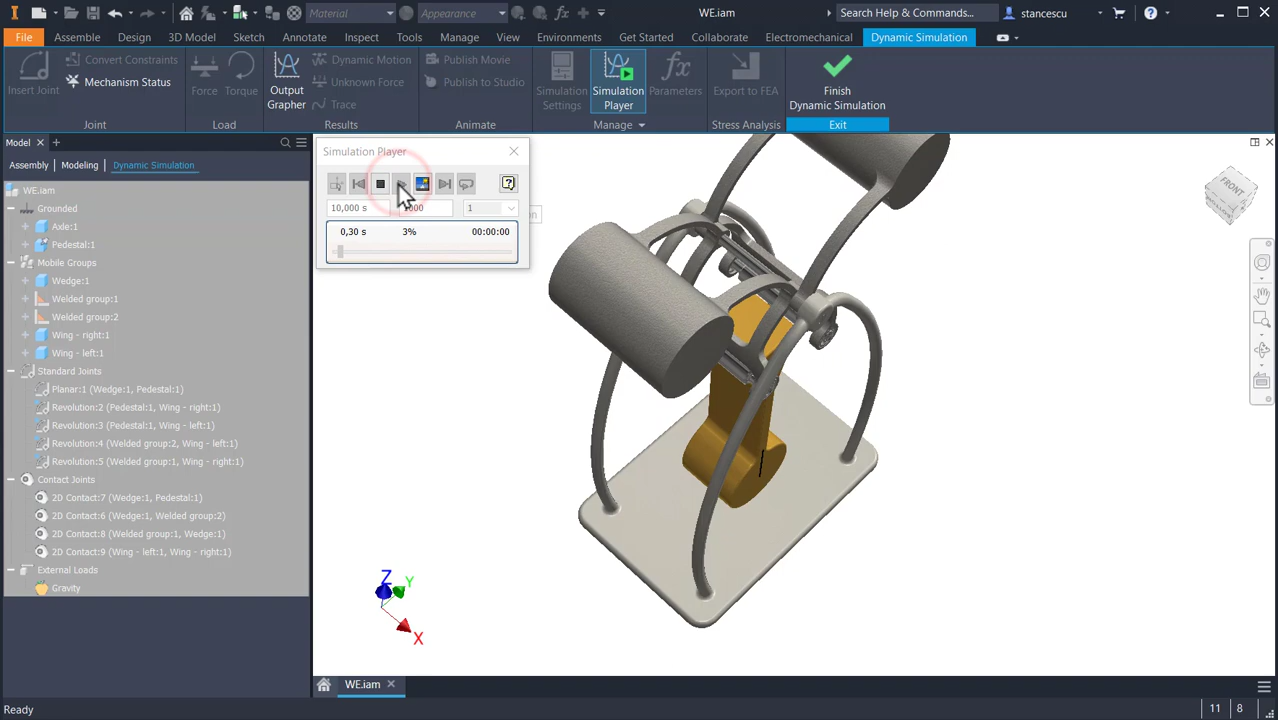 Material
Appearance
WE.iam
Search Help & Commands...
stancescu
File
Assembly
Design
3D Model
Sketch
Annotate
Inspect
Tools
Manage
View
Environments
Get Started
Collaborate
Electromechanical
Dynamic Simulation
Insert Joint
Convert Constraints
Mechanism Status
Joint
Force
Torque
Load
Output
Grapher
Dynamic Motion
Unknown Force
Trace
Results
Publish Movie
Publish to Studio
Animate
Simulation
Settings
Simulation
Player
Parameters
Manage
Export to FEA
Stress Analysis
Finish
Dynamic Simulation
Exit
Model
Assembly
Modeling
Dynamic Simulation
WE.iam
Grounded
Axle:1
Pedestal:1
Mobile Groups
Wedge:1
Welded group:1
Welded group:2
Wing - right:1
Wing - left:1
Standard Joints
Planar:1 (Wedge:1, Pedestal:1)
Revolution:2 (Pedestal:1, Wing - right:1)
Revolution:3 (Pedestal:1, Wing - left:1)
Revolution:4 (Welded group:2, Wing - left:1)
Revolution:5 (Welded group:1, Wing - right:1)
Contact Joints
2D Contact:7 (Wedge:1, Pedestal:1)
2D Contact:6 (Wedge:1, Welded group:2)
2D Contact:8 (Welded group:1, Wedge:1)
2D Contact:9 (Wing - left:1, Wing - right:1)
External Loads
Gravity
Simulation Player
10,000 s
1
0,30 s
3%
00:00:00
FRONT
Z
Y
X
WE.iam
Ready
11
8